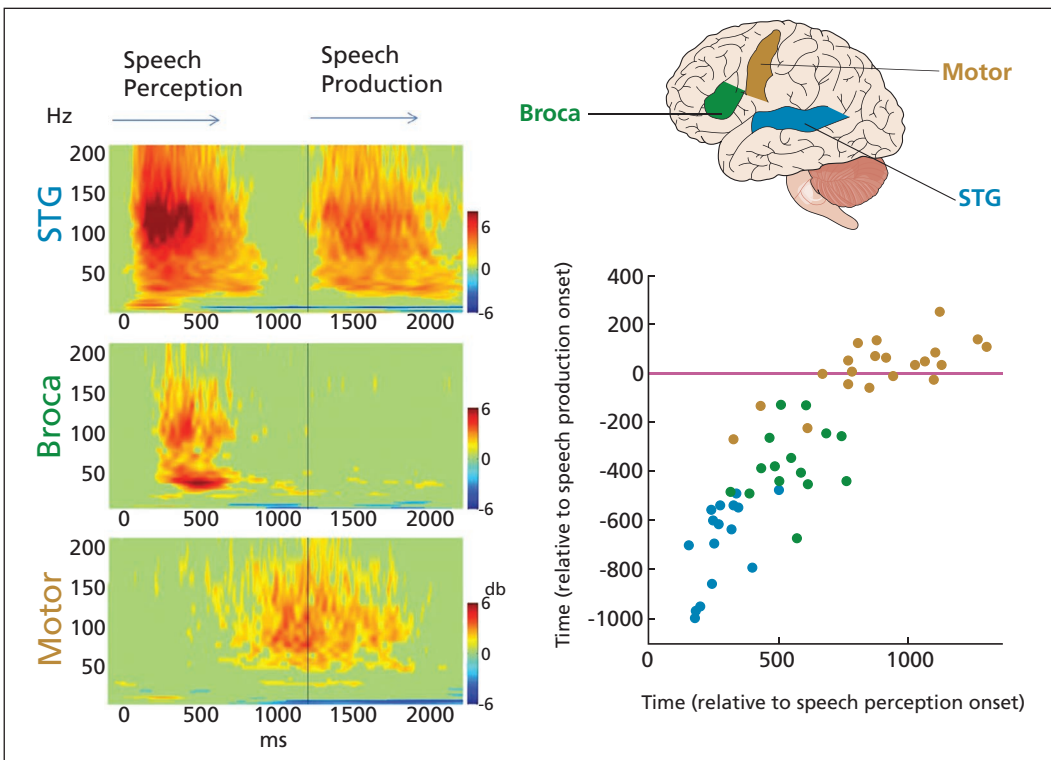 Speech
Perception
Speech
Production
Hz
STG
200
150
100
50
6
0
-6
0 500 1000 1500 2000
Broca
200
150
100
50
6
0
-6
0 500 1000 1500 2000
Motor
200
150
100
50
db
6
0
-6
0 500 1000 1500 2000
ms
Motor
Broca
STG
Time (relative to speech production onset)
400
200
0
-200
-400
-600
-800
-1000
0 500 1000
Time (relative to speech perception onset)